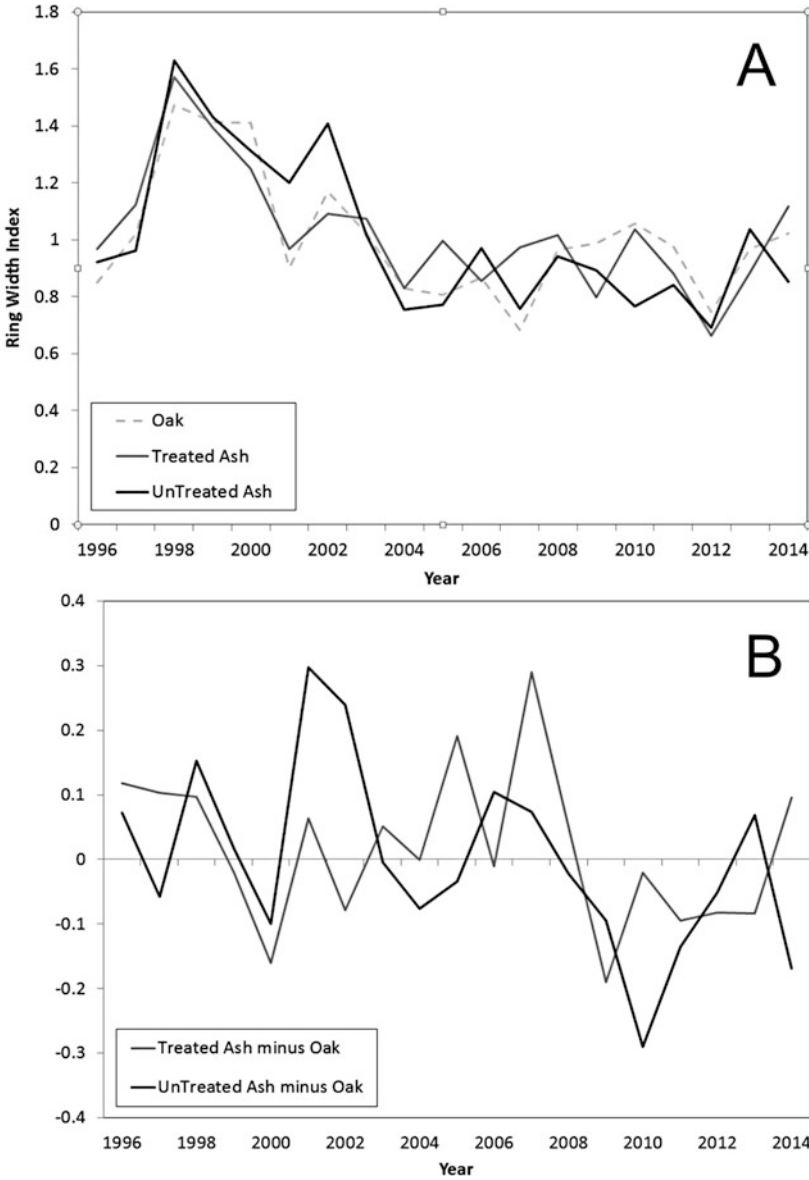 1.8
A
1.6
1.4
1.2
1
0.8
0.6
0.4
0.2
0
Ring Width Index
Oak
Treated Ash
UnTreated Ash
1996 1998 2000 2002 2004 2006 2008 2010 2012 2014
Year
0.4
B
0.3
0.2
0.1
0
-0.1
-0.2
-0.3
-0.4
Treated Ash minus Oak
UnTreated Ash minus Oak
1996 1998 2000 2002 2004 2006 2008 2010 2012 2014
Year